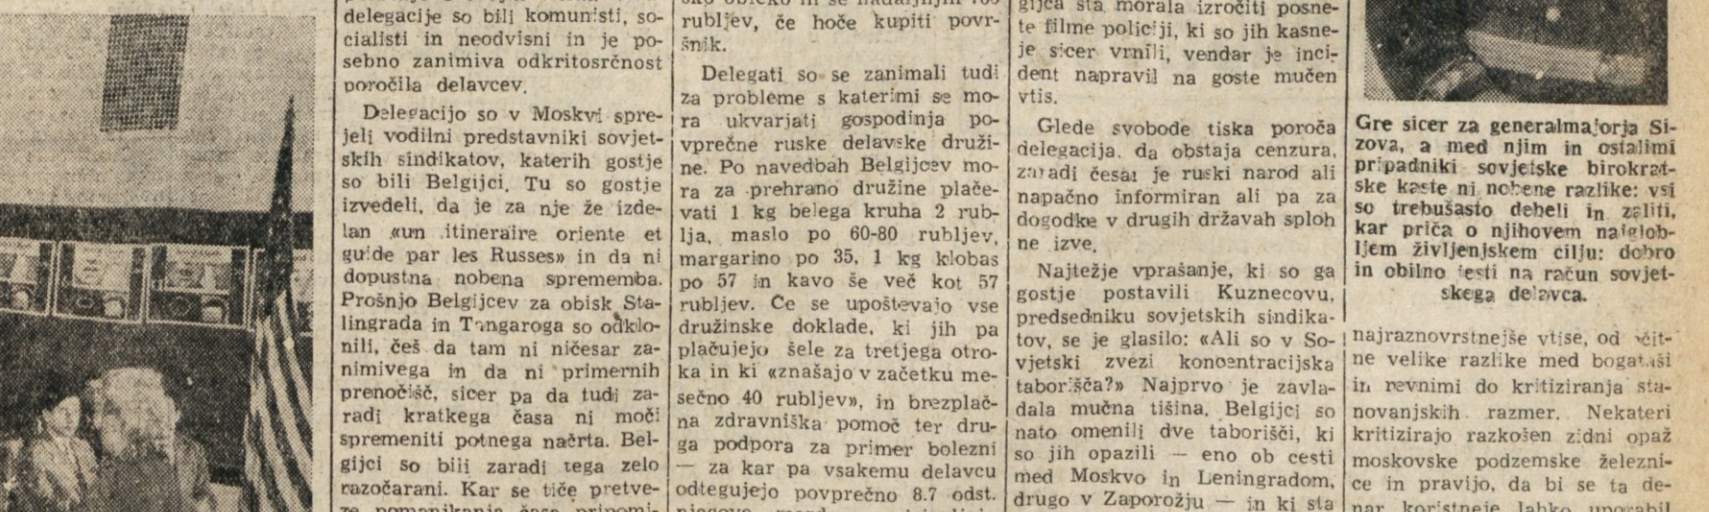 delegacije so bili komunisti, so-
cialisti in neodvisni in je po-
sebno zanimiva odkritosrčnost
poročila delavcev.
Delegacijo so v Moskvi spre-
jeli vodilni predstavniki sovjet-
skih sindikatov, katerih gostje
so bili Belgijci. Tu so gostje
izvedeli, da je za nje že izde-
lan «un itineraire oriente et
guide par les Russes» in da ni
dopustna nobena sprememba.
Prošnjo Belgijcev za obisk Sta-
lingrada in Tangaroga so odklo-
nili, češ da tam ni ničesar za-
nimivega in da ni primernih
prenočišč, sicer pa da tudi za-
radi kratkega časa ni moči
spremeniti potnega načrta. Bel-
gijci so bili zaradi tega zelo
razočarani. Kar se tiče pretve-
rubljev, če hoče kupiti povr-
šnik.
Delegati so se zanimali tudi
za probleme s katerimi se mo-
ra ukvarjati gospodinja po-
vprečne ruske delavske druži-
ne. Po navedbah Belgijcev mo-
ra za prehrano družine plače-
vati 1 kg belega kruha 2 rub-
lja, maslo po 60-80 rubljev,
margarino po 35, 1 kg klobas
po 57 in kavo še več kot 57
rubljev. Če se upoštevajo vse
družinske doklade, ki jih pa
plačujejo šele za tretjega otro-
ka in ki «znašajo v začetku me-
sečno 40 rubljev», in brezplač-
na zdravniška pomoč ter dru-
ga podpora za primer bolezni
— za kar pa vsakemu delavcu
odtegujejo povprečno 8.7 odst.
gijca sta morala izročiti posne-
te filme policiji, ki so jih kasne-
je sicer vrnili, vendar je inci-
dent napravil na goste mučen
vtis.
Glede svobode tiska poroča
delegacija, da obstaja cenzura,
zaradi česar je ruski narod ali
napačno informiran ali pa za
dogodke v drugih državah sploh
ne izve.
Najtežje vprašanje, ki so ga
gostje postavili Kuznecovu,
predsedniku sovjetskih sindika-
tov, se je glasilo: «Ali so v So-
vjetski zvezi koncentracijska
taborišča?» Najprvo je zavla-
dala mučna tišina, Belgijci so
nato omenili dve taborišči, ki
so jih opazili — eno ob cesti
med Moskvo in Leningradom,
drugo v Zaporožju — in ki sta
Gre sicer za generalmajorja Si-
zova, a med njim in ostalimi
pripadniki sovjetske birokrat-
ske kaste ni nobene razlike: vsi
so trebušasto debeli in zaliti,
kar priča o njihovem najglob-
ljem življenjskem cilju: dobro
in obilno jesti na račun sovjet-
skega delavca.
najraznovrstnejše vtise, od očit-
ne velike razlike med bogataši
in revnimi do kritiziranja sta-
novanjskih razmer. Nekateri
kritizirajo razkošen zidni opaž
moskovske podzemske železni-
ce in pravijo, da bi se ta de-